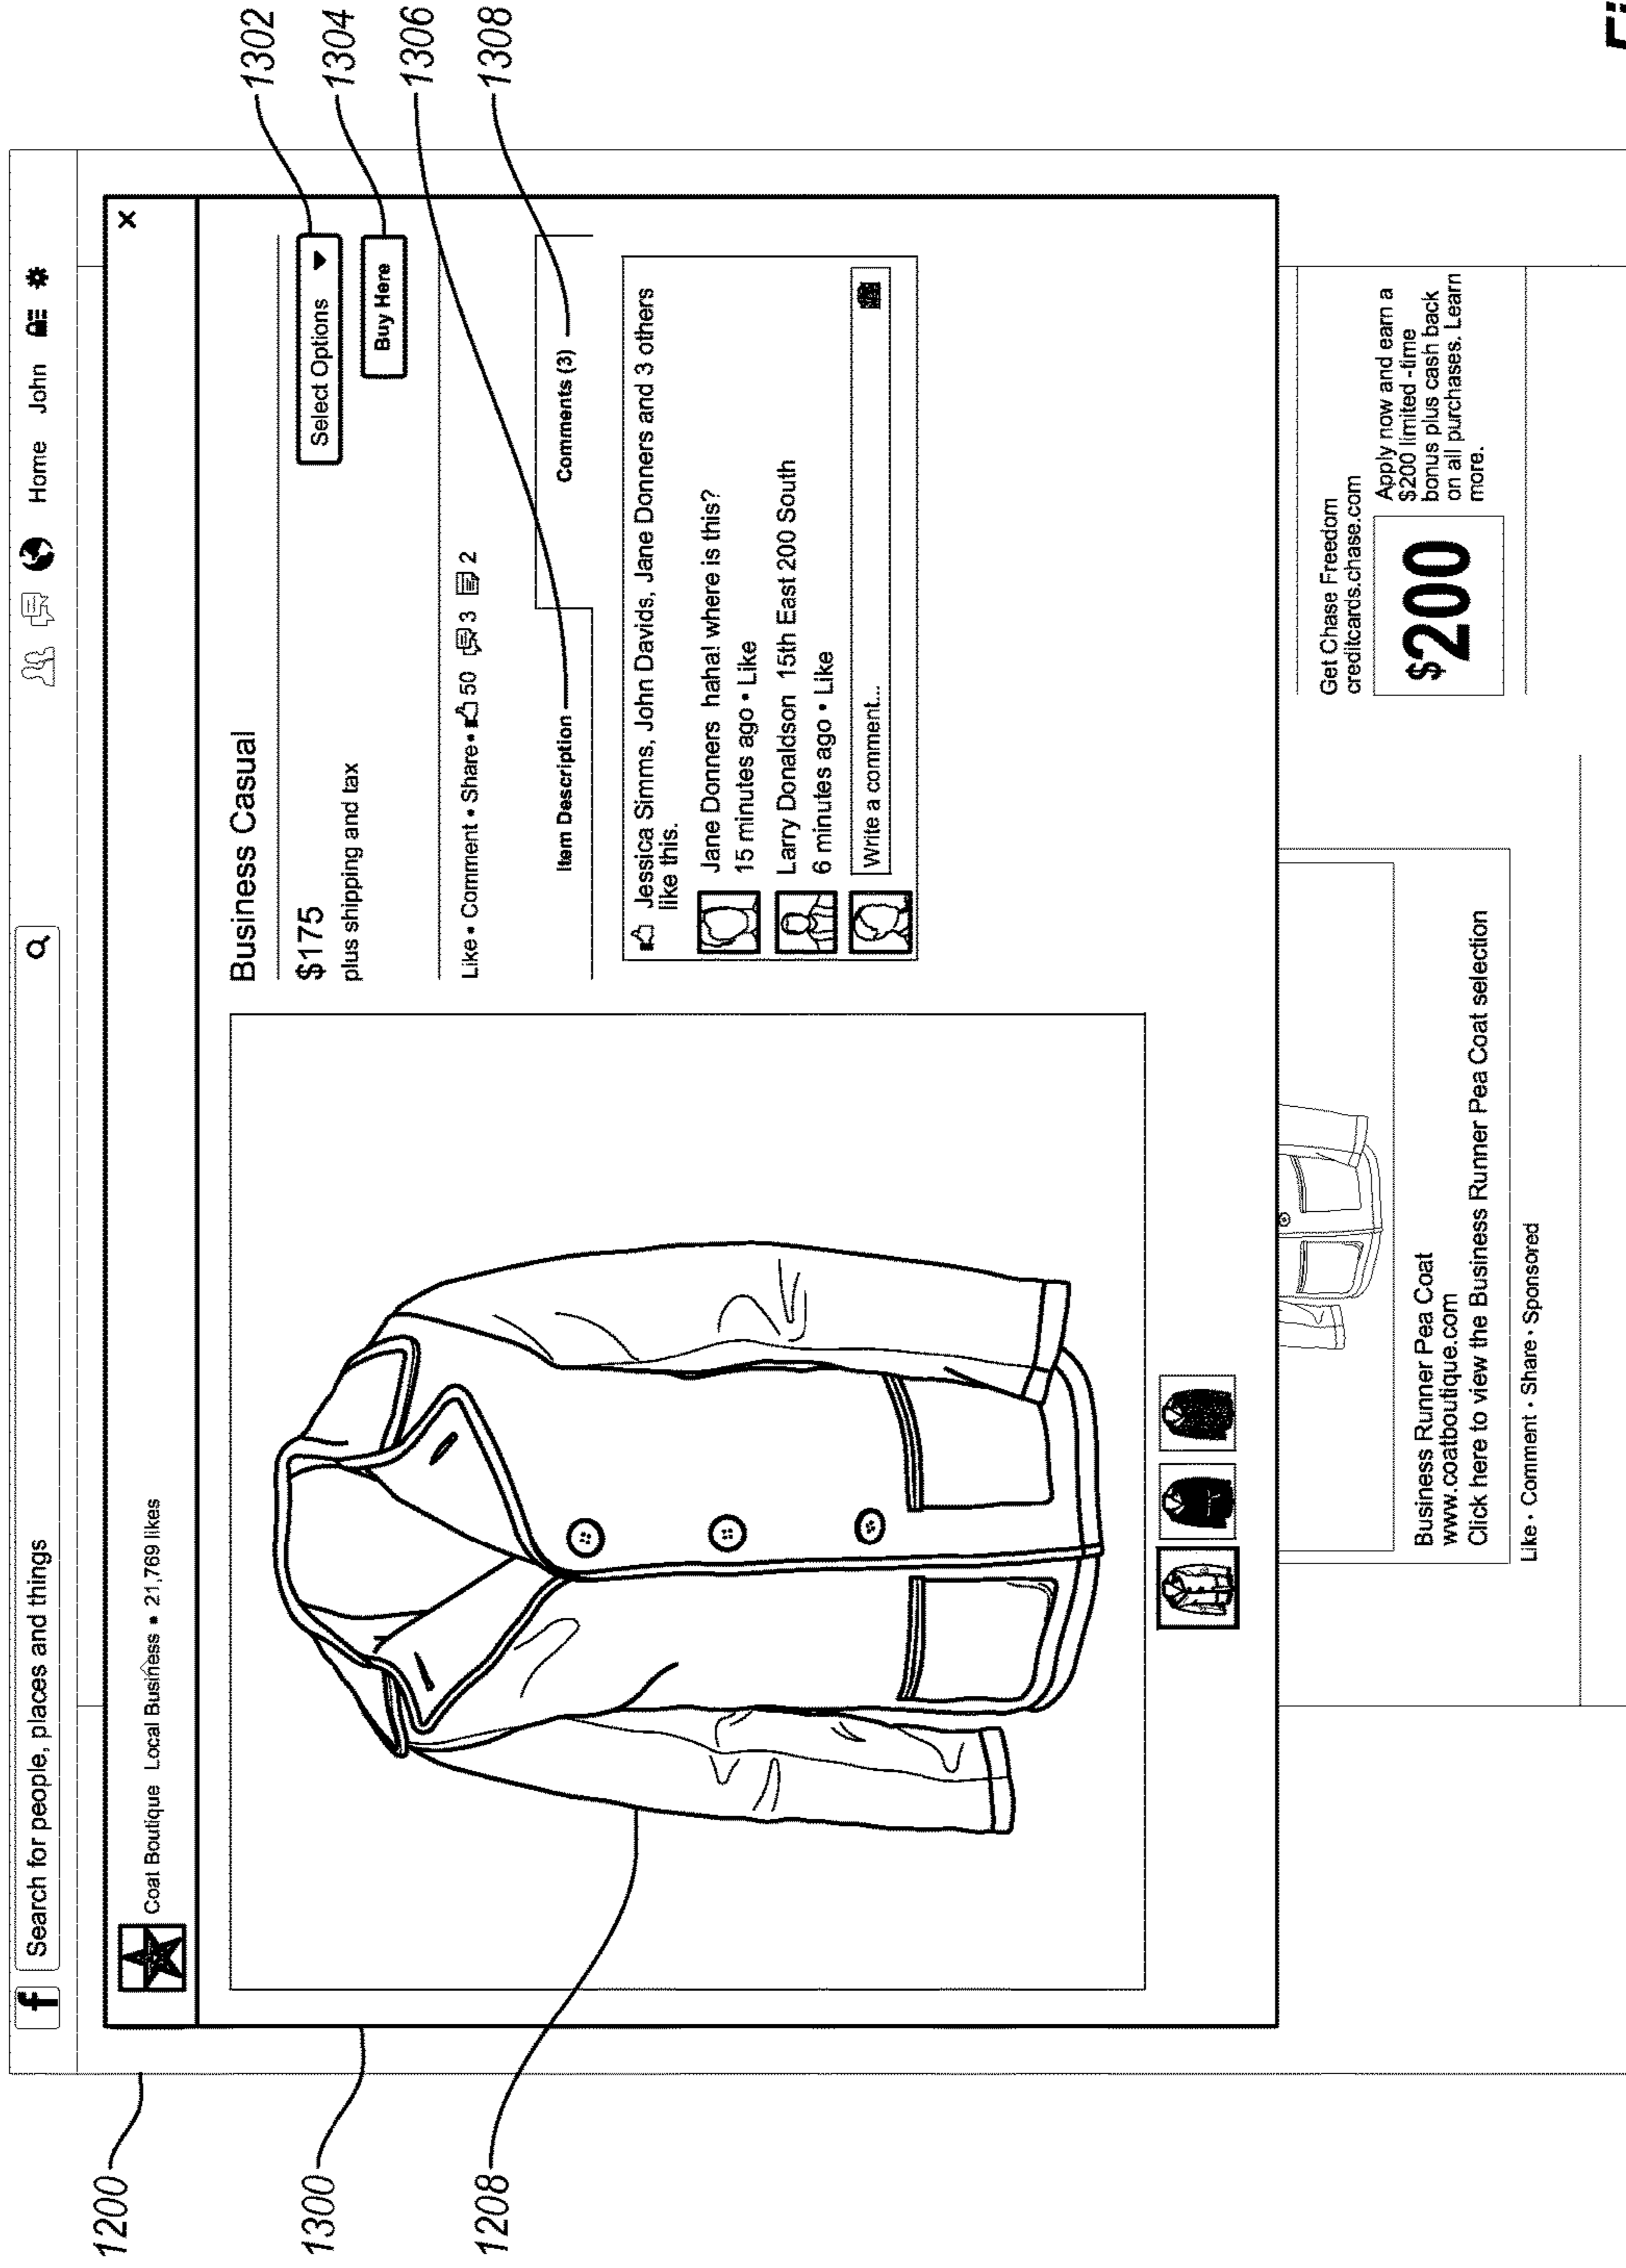 f
Search for people, places and things
Home
John
Coat Boutique Local Business • 21,769 likes
x
Business Casual
$175
plus shipping and tax
Select Options
Buy Here
Like • Comment • Share • 50 3 2
Item Description
Comments (3)
Jessica Simms, John Davids, Jane Donners and 3 others
like this.
Jane Donners haha! where is this?
15 minutes ago • Like
Larry Donaldson 15th East 200 South
6 minutes ago • Like
Write a comment...
Business Runner Pea Coat
www.coatboutique.com
Click here to view the Business Runner Pea Coat selection
Like • Comment • Share • Sponsored
Get Chase Freedom
creditcards.chase.com
$200
Apply now and earn a
$200 limited -time
bonus plus cash back
on all purchases. Learn
more.
1200
1300
1208
1302
1304
1306
1308